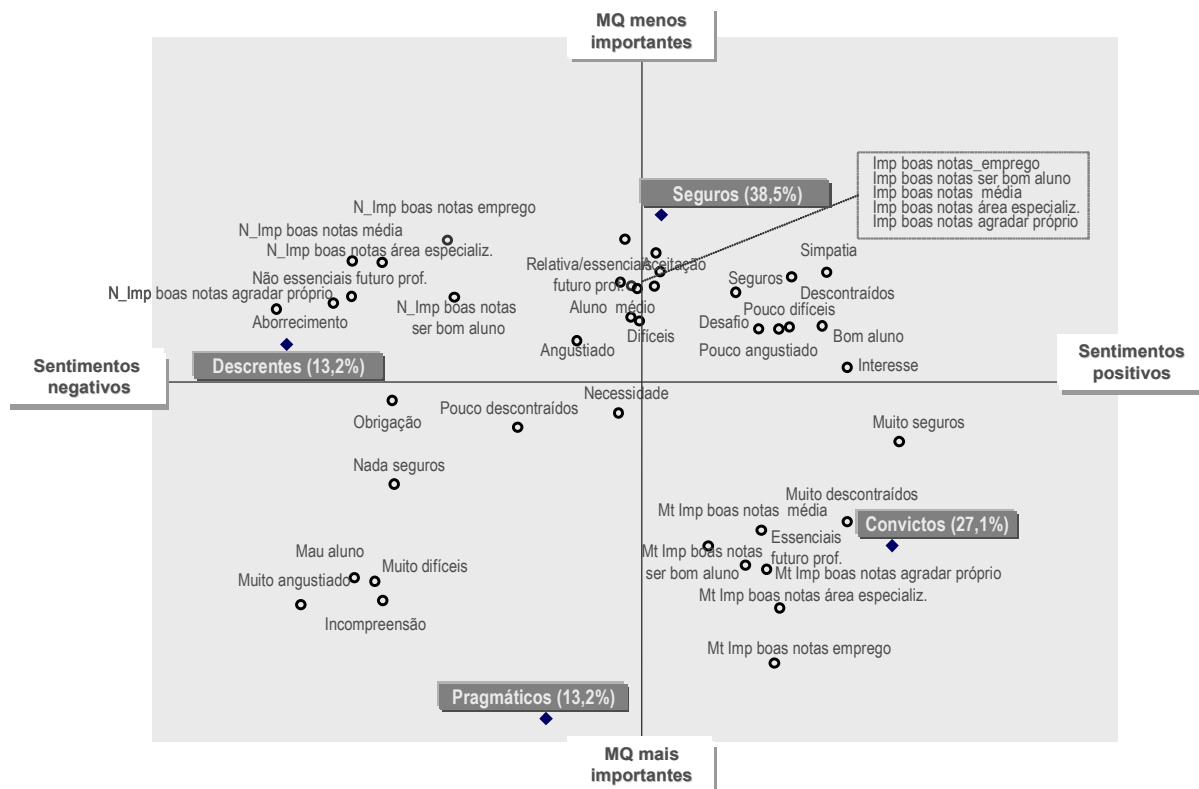 MQ menos
importantes
Imp boas notas_emprego
Imp boas notas ser bom aluno
Imp boas notas média
Imp boas notas área especializ.
Imp boas notas agradar próprio
Seguros (38,5%)
N_Imp boas notas emprego
N_Imp boas notas média
N_Imp boas notas área especializ.
Não essenciais futuro prof.
N_Imp boas notas agradar próprio
Aborrecimento
N_Imp boas notas
ser bom aluno
Relativa/essenciais
futuro prof.
Aceitação
Aluno médio
Difíceis
Angustiado
Simpatia
Seguros
Descontraídos
Pouco difíceis
Desafio
Bom aluno
Pouco angustiado
Interesse
Sentimentos
negativos
Descrentes (13,2%)
Sentimentos
positivos
Necessidade
Pouco descontraídos
Obrigação
Muito seguros
Nada seguros
Muito descontraídos
Mt Imp boas notas média
Convictos (27,1%)
Essenciais
futuro prof.
Mt Imp boas notas
ser bom aluno
Mt Imp boas notas agradar próprio
Mt Imp boas notas área especializ.
Mau aluno
Muito difíceis
Muito angustiado
Incompreensão
Mt Imp boas notas emprego
Pragmáticos (13,2%)
MQ mais
importantes